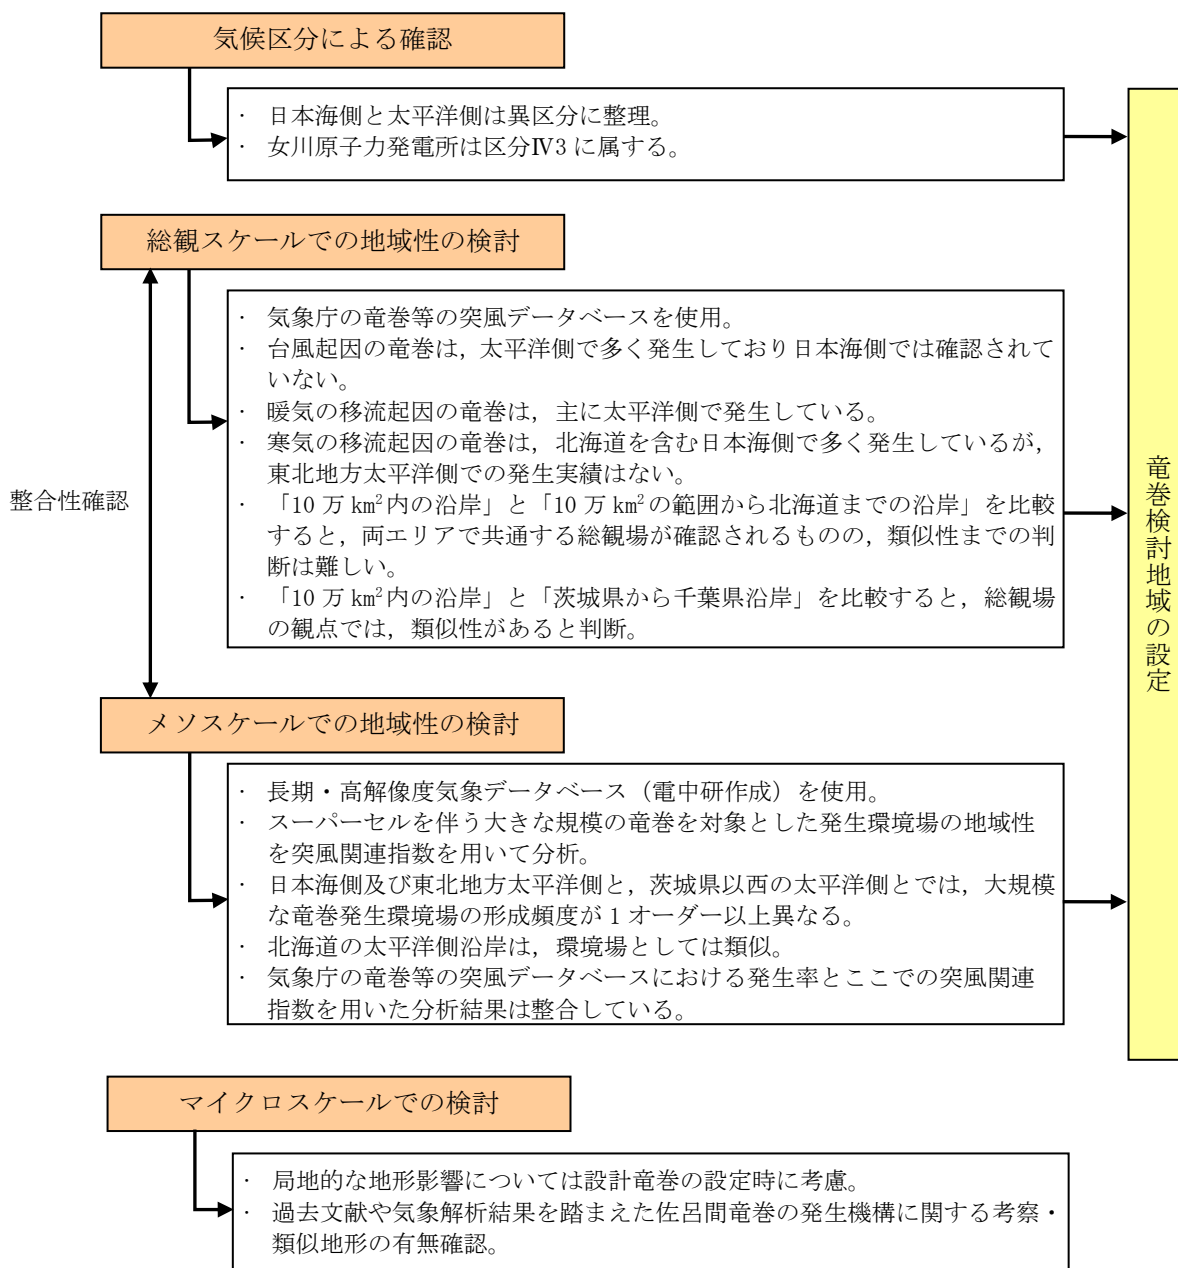 気候区分による確認
· 日本海側と太平洋側は異区分に整理。
· 女川原子力発電所は区分Ⅳ3 に属する。
総観スケールでの地域性の検討
· 気象庁の竜巻等の突風データベースを使用。
· 台風起因の竜巻は，太平洋側で多く発生しており日本海側では確認されて
いない。
· 暖気の移流起因の竜巻は，主に太平洋側で発生している。
· 寒気の移流起因の竜巻は，北海道を含む日本海側で多く発生しているが，
東北地方太平洋側での発生実績はない。
· 「10 万 km²内の沿岸」と「10 万 km²の範囲から北海道までの沿岸」を比較
すると，両エリアで共通する総観場が確認されるものの，類似性までの判
断は難しい。
· 「10 万 km²内の沿岸」と「茨城県から千葉県沿岸」を比較すると，総観場
の観点では，類似性があると判断。
整合性確認
メソスケールでの地域性の検討
· 長期・高解像度気象データベース（電中研作成）を使用。
· スーパーセルを伴う大きな規模の竜巻を対象とした発生環境場の地域性
を突風関連指数を用いて分析。
· 日本海側及び東北地方太平洋側と，茨城県以西の太平洋側とでは，大規模
な竜巻発生環境場の形成頻度が 1 オーダー以上異なる。
· 北海道の太平洋側沿岸は，環境場としては類似。
· 気象庁の竜巻等の突風データベースにおける発生率とここでの突風関連
指数を用いた分析結果は整合している。
マイクロスケールでの検討
· 局地的な地形影響については設計竜巻の設定時に考慮。
· 過去文献や気象解析結果を踏まえた佐呂間竜巻の発生機構に関する考察・
類似地形の有無確認。
竜巻検討地域の設定